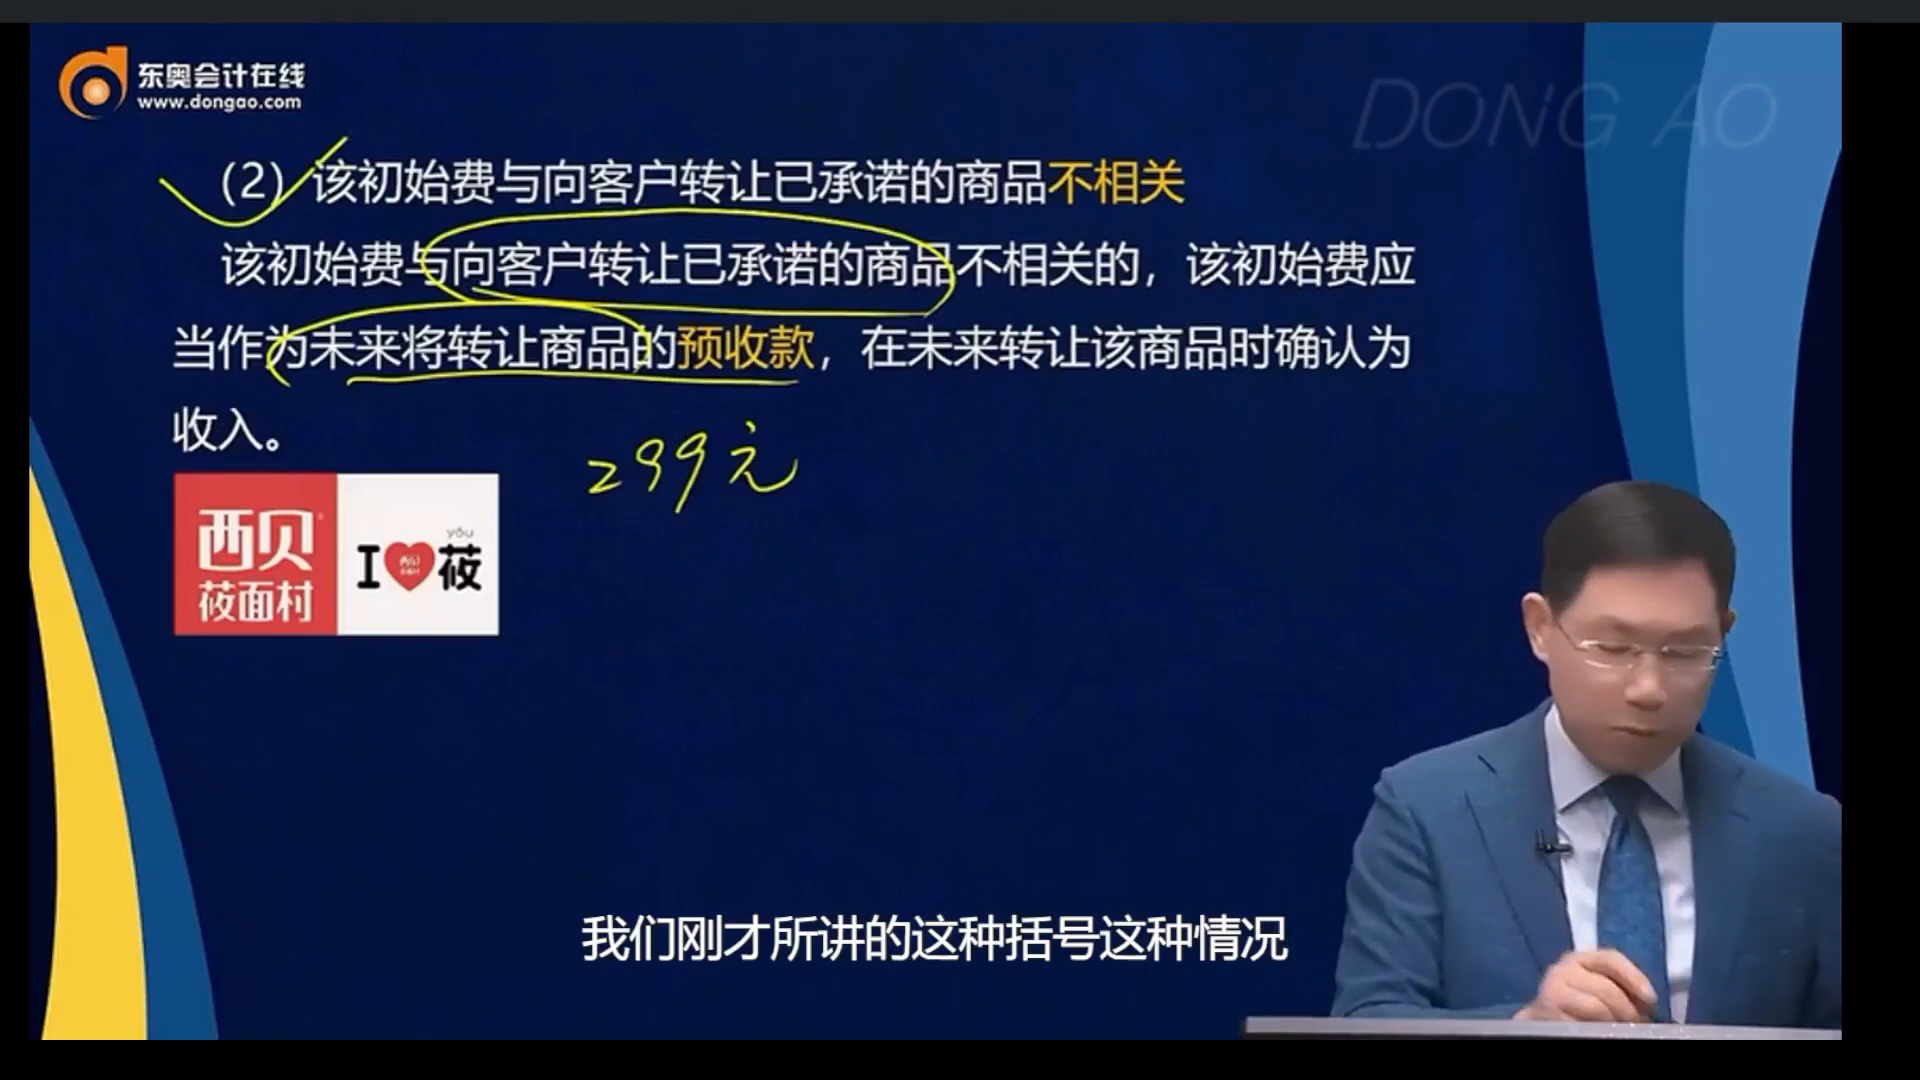 东奥会计在线
www.dongao.com
DONG AO
（2）该初始费与向客户转让已承诺的商品不相关
该初始费与向客户转让已承诺的商品不相关的，该初始费应
当作为未来将转让商品的预收款，在未来转让该商品时确认为
收入。
299元
西贝
莜面村
yóu
I 莜
我们刚才所讲的这种括号这种情况